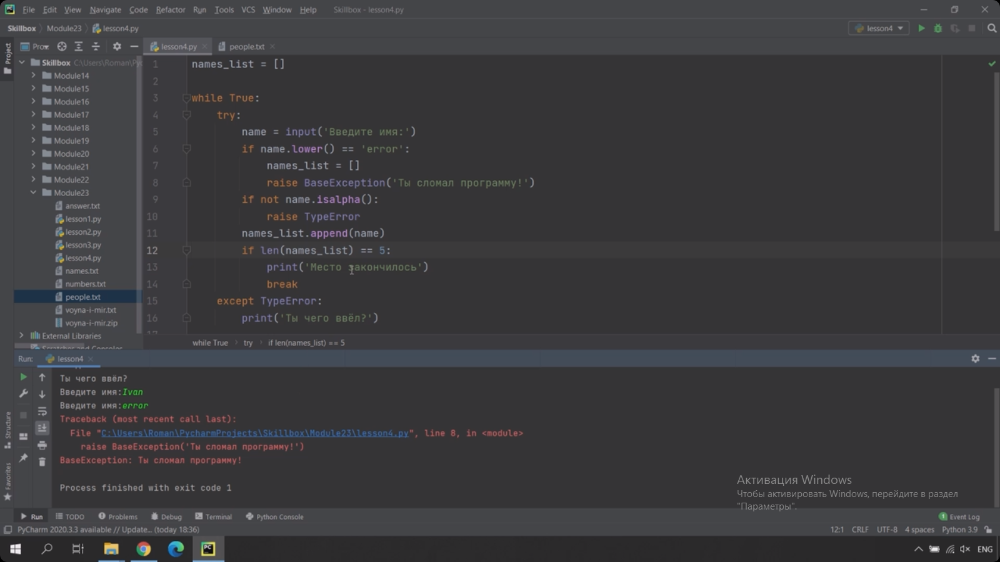 File Edit View Navigate Code Refactor Run Tools VCS Window Help Skillbox - lesson4.py
Skillbox Module23 lesson4.py lesson4
Project
lesson4.py people.txt
Skillbox C:\Users\Roman\Pyc
Module14
Module15
Module16
Module17
Module18
Module19
Module20
Module21
Module22
Module23
answer.txt
lesson1.py
lesson2.py
lesson3.py
lesson4.py
names.txt
numbers.txt
people.txt
voyna-i-mir.txt
voyna-i-mir.zip
External Libraries
Scratches and Consoles
1 names_list = []
2
3 while True:
4 try:
5 name = input('Введите имя:')
6 if name.lower() == 'error':
7 names_list = []
8 raise BaseException('Ты сломал программу!')
9 if not name.isalpha():
10 raise TypeError
11 names_list.append(name)
12 if len(names_list) == 5:
13 print('Место закончилось')
14 break
15 except TypeError:
16 print('Ты чего ввёл?')
17
while True try if len(names_list) == 5
Run: lesson4
Ты чего ввёл?
Введите имя:Ivan
Введите имя:error
Traceback (most recent call last):
File "C:\Users\Roman\PycharmProjects\Skillbox\Module23\lesson4.py", line 8, in <module>
raise BaseException('Ты сломал программу!')
BaseException: Ты сломал программу!
Process finished with exit code 1
Structure
Favorites
Активация Windows
Чтобы активировать Windows, перейдите в раздел
"Параметры".
Run TODO Problems Debug Terminal Python Console 1 Event Log
PyCharm 2020.3.3 available // Update... (today 18:36) 12:1 CRLF UTF-8 4 spaces Python 3.9
ENG